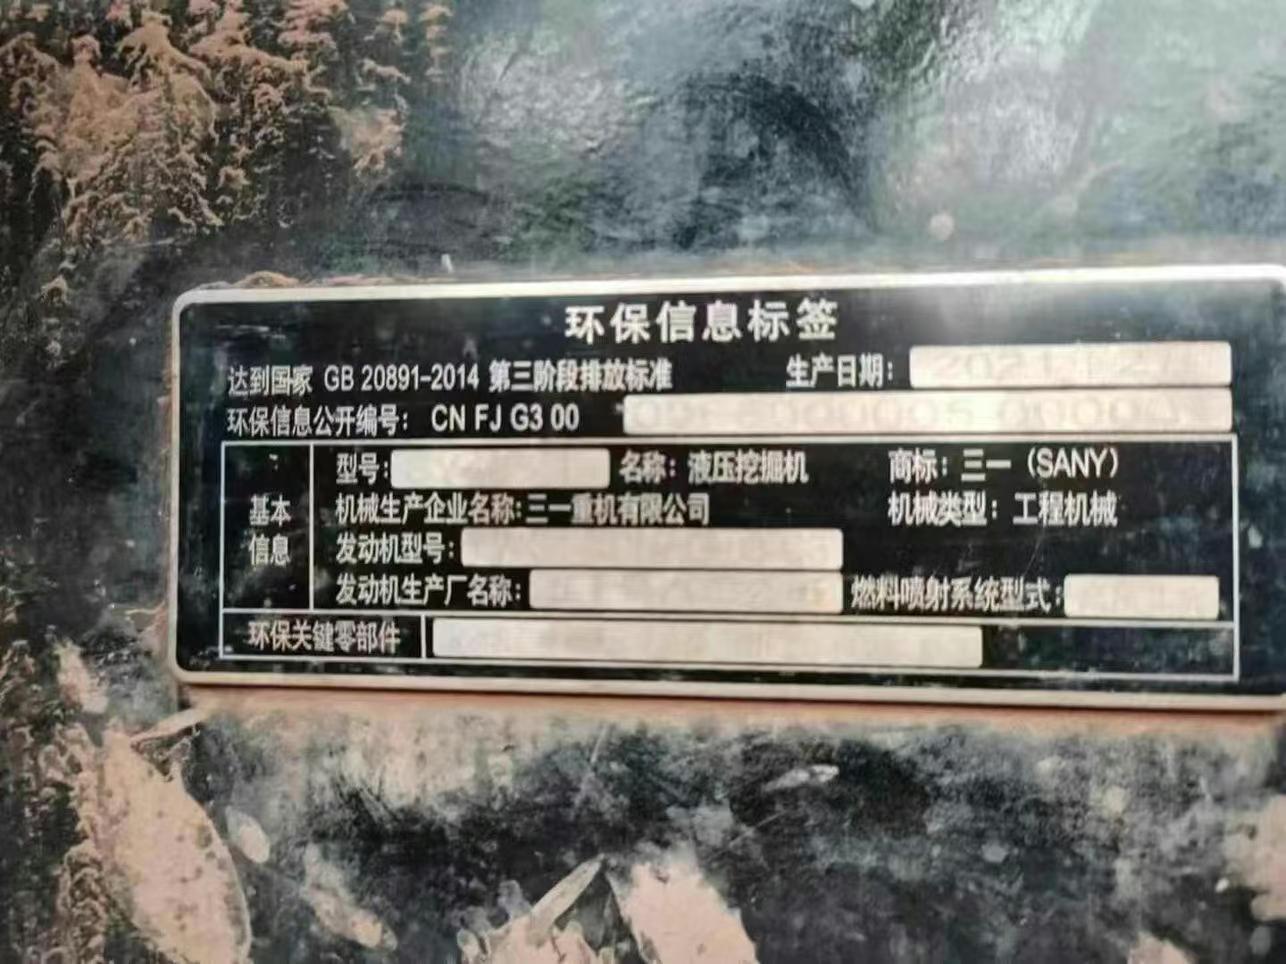 环保信息标签
达到国家 GB 20891-2014 第三阶段排放标准 生产日期:
环保信息公开编号: CN FJ G3 00
基本信息
型号: 名称: 液压挖掘机 商标: 三一 (SANY)
机械生产企业名称:三一重机有限公司 机械类型: 工程机械
发动机型号:
发动机生产厂名称: 燃料喷射系统型式:
环保关键零部件